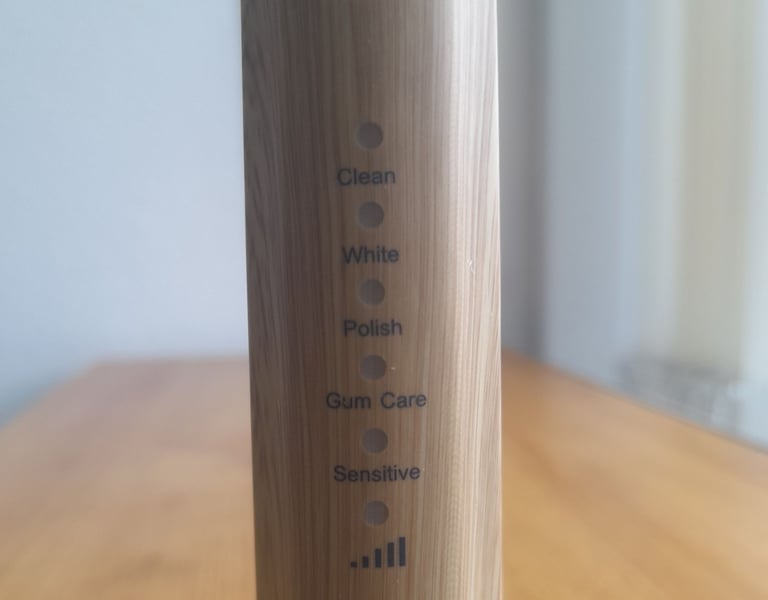 Clean
White
Polish
Gum Care
Sensitive